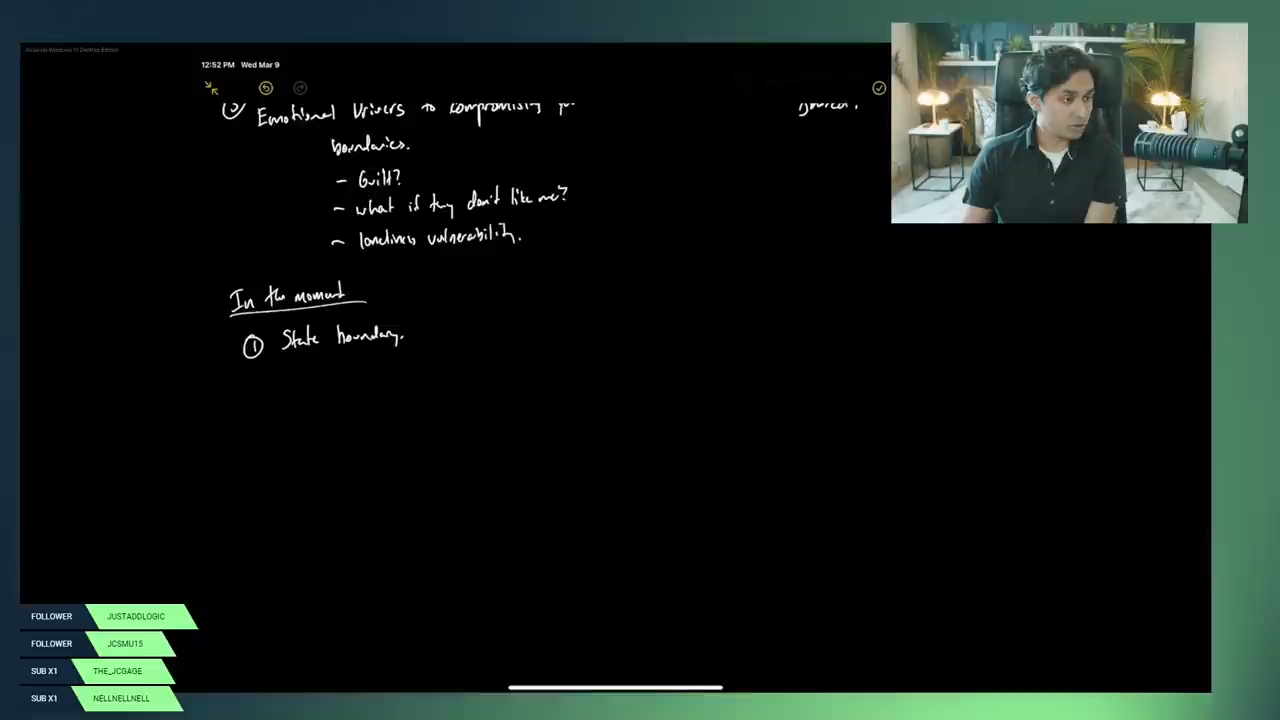 12:52 PM Wed Mar 9
Emotional Drivers to compromising
boundaries.
- Guilt?
- what if they don't like me?
- loneliness vulnerability.
In the moment
① State boundary.
FOLLOWER JUSTADDLOGIC
FOLLOWER JCSMU15
SUB X1 THE_JCGAGE
SUB X1 NELLNELLNELL